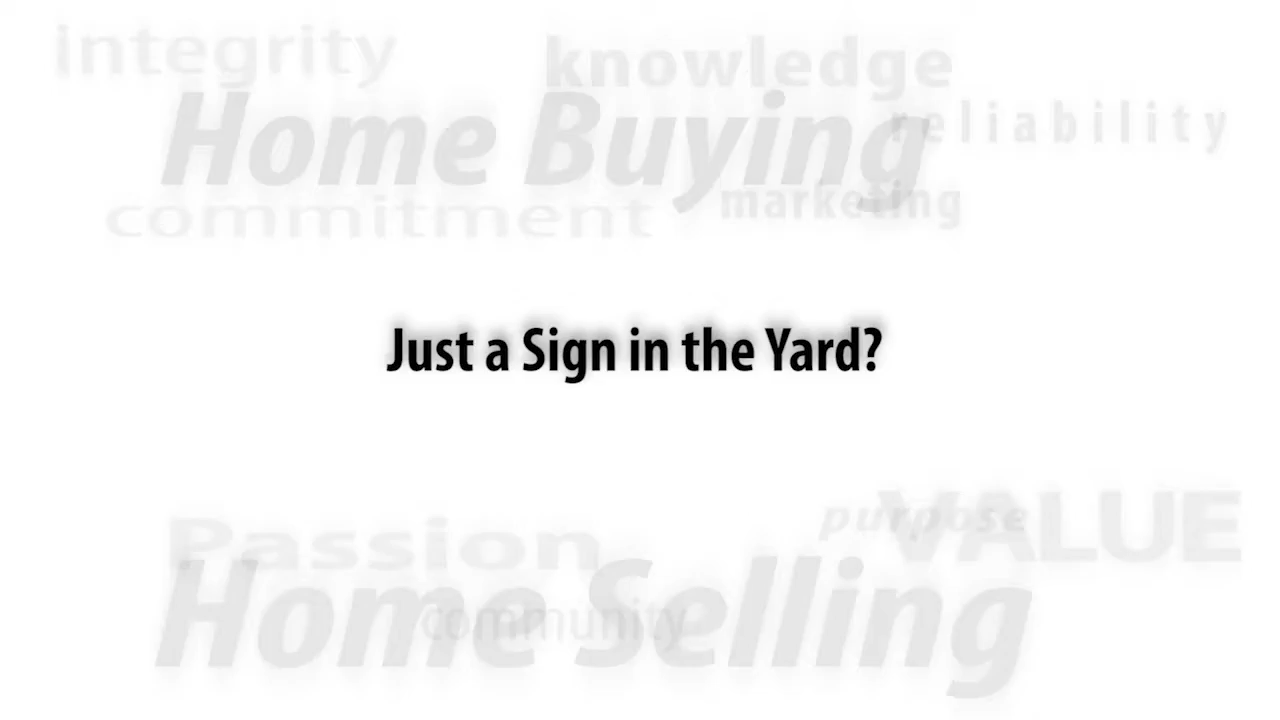 integrity
knowledge
Home Buying
reliability
marketing
commitment
Just a Sign in the Yard?
purpose
VALUE
Passion
Home Selling
community